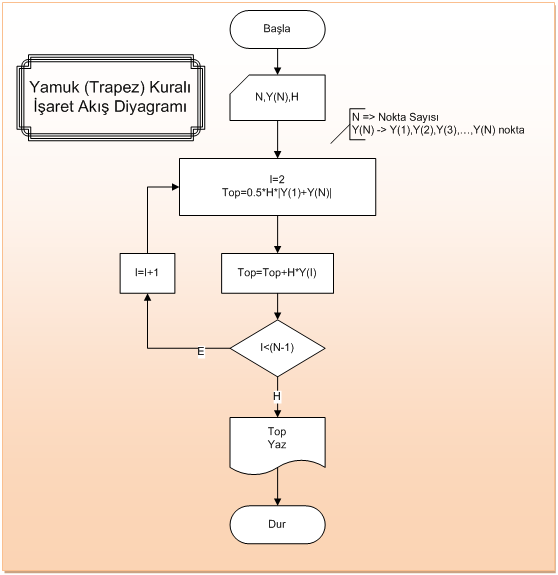 Başla
Yamuk (Trapez) Kuralı
İşaret Akış Diyagramı
N,Y(N),H
N => Nokta Sayısı
Y(N) -> Y(1),Y(2),Y(3),…,Y(N) nokta
I=2
Top=0.5*H*|Y(1)+Y(N)|
I=I+1
Top=Top+H*Y(I)
I<(N-1)
E
H
Top
Yaz
Dur